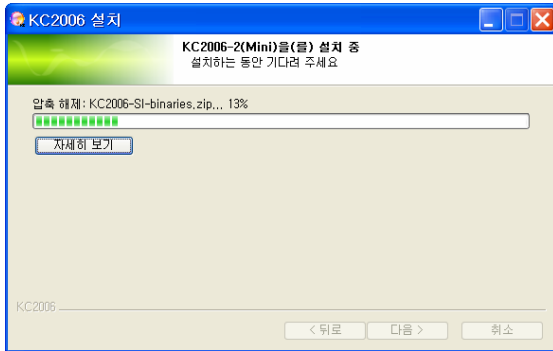 KC2006 설치
KC2006-2(Mini)을(를) 설치 중
설치하는 동안 기다려 주세요
압축 해제: KC2006-SI-binaries.zip... 13%
자세히 보기
KC2006
< 뒤로
다음 >
취소